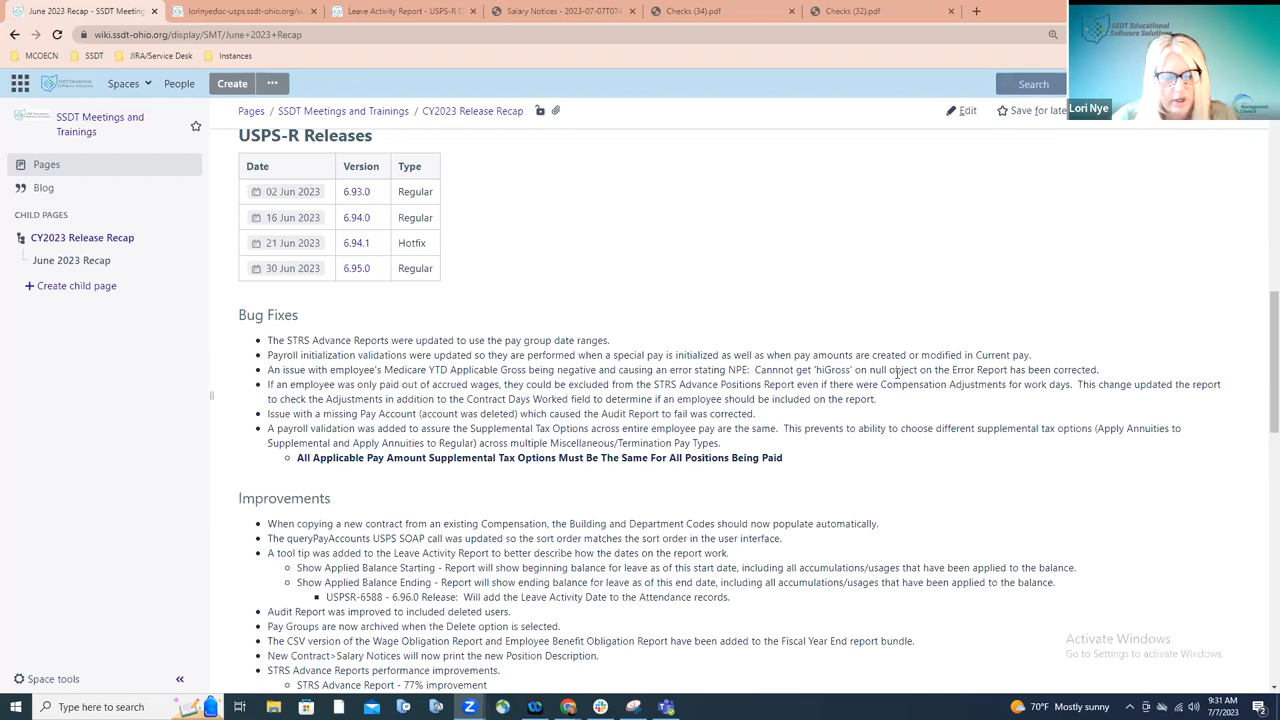 June 2023 Recap - SSDT Meeting
lorinyedoc-us-ohio.org/
Leave Activity Report - USPS-R D
Salary Notices - 2023-07-07T074
Checks (34).pdf
Checks (32).pdf
wiki.ssdt-ohio.org/display/SMT/June+2023+Recap
MCOECN
SSDT
JIRA/Service Desk
Instances
Spaces
People
Create
Search
SSDT Educational
Software Solutions
Management
Council
Lori Nye
SSDT Meetings and
Trainings
Pages
Blog
CHILD PAGES
CY2023 Release Recap
June 2023 Recap
+ Create child page
Space tools
Pages / SSDT Meetings and Trainings / CY2023 Release Recap
Edit
Save for late
USPS-R Releases
Date Version Type
02 Jun 2023 6.93.0 Regular
16 Jun 2023 6.94.0 Regular
21 Jun 2023 6.94.1 Hotfix
30 Jun 2023 6.95.0 Regular
Bug Fixes
The STRS Advance Reports were updated to use the pay group date ranges.
Payroll initialization validations were updated so they are performed when a special pay is initialized as well as when pay amounts are created or modified in Current pay.
An issue with employee's Medicare YTD Applicable Gross being negative and causing an error stating NPE: Cannnot get 'hiGross' on null object on the Error Report has been corrected.
If an employee was only paid out of accrued wages, they could be excluded from the STRS Advance Positions Report even if there were Compensation Adjustments for work days. This change updated the report
to check the Adjustments in addition to the Contract Days Worked field to determine if an employee should be included on the report.
Issue with a missing Pay Account (account was deleted) which caused the Audit Report to fail was corrected.
A payroll validation was added to assure the Supplemental Tax Options across entire employee pay are the same. This prevents to ability to choose different supplemental tax options (Apply Annuities to
Supplemental and Apply Annuities to Regular) across multiple Miscellaneous/Termination Pay Types.
All Applicable Pay Amount Supplemental Tax Options Must Be The Same For All Positions Being Paid
Improvements
When copying a new contract from an existing Compensation, the Building and Department Codes should now populate automatically.
The queryPayAccounts USPS SOAP call was updated so the sort order matches the sort order in the user interface.
A tool tip was added to the Leave Activity Report to better describe how the dates on the report work.
Show Applied Balance Starting - Report will show beginning balance for leave as of this start date, including all accumulations/usages that have been applied to the balance.
Show Applied Balance Ending - Report will show ending balance for leave as of this end date, including all accumulations/usages that have been applied to the balance.
USPSR-6588 - 6.96.0 Release: Will add the Leave Activity Date to the Attendance records.
Audit Report was improved to included deleted users.
Pay Groups are now archived when the Delete option is selected.
The CSV version of the Wage Obligation Report and Employee Benefit Obligation Report have been added to the Fiscal Year End report bundle.
New Contract>Salary Notices will now print the new Position Description.
STRS Advance Reports performance improvements.
STRS Advance Report - 77% improvement
Activate Windows
Go to Settings to activate Windows.
Type here to search
70°F Mostly sunny
9:31 AM
7/7/2023